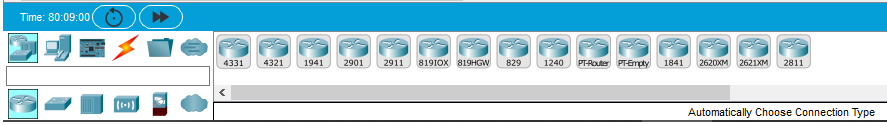 Time: 80:09:00
4331 4321 1941 2901 2911 819IOX 819HGW 829 1240 PT-Router PT-Empty 1841 2620XM 2621XM 2811
Automatically Choose Connection Type